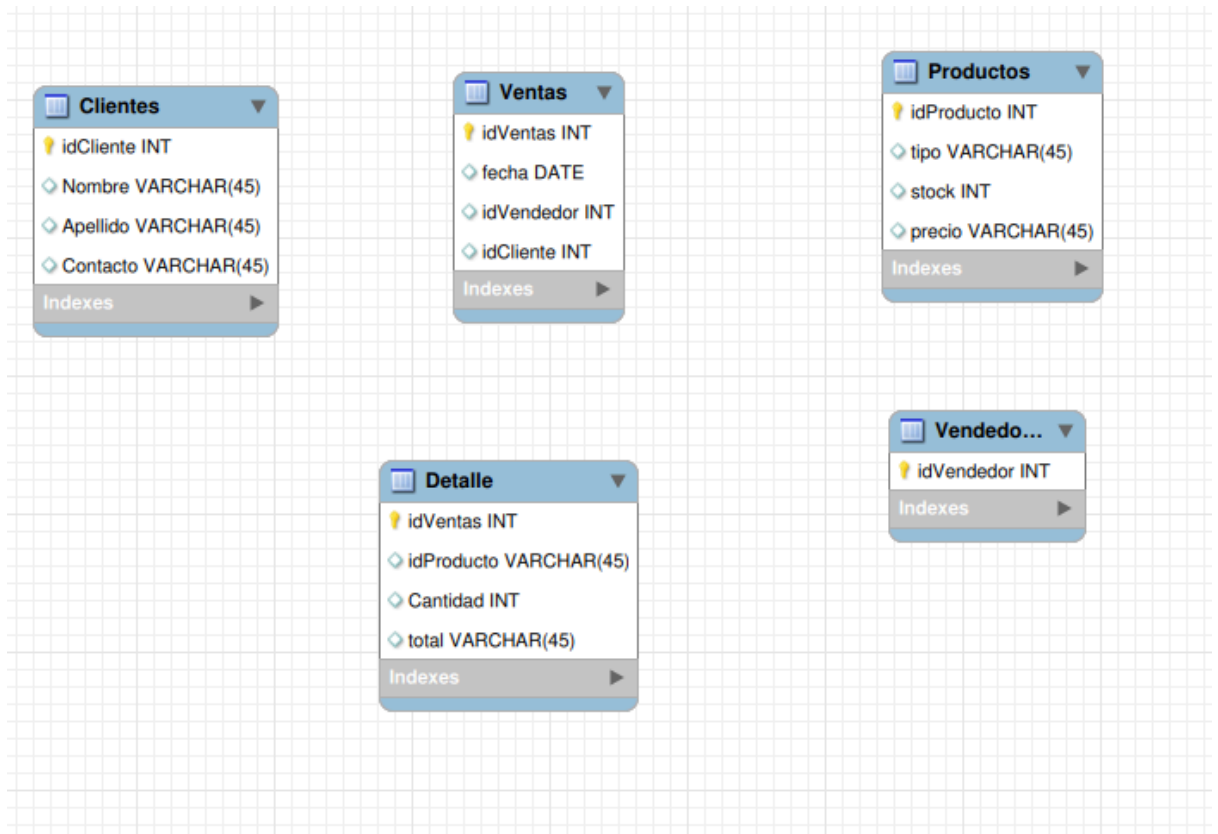 Clientes
idCliente INT
Nombre VARCHAR(45)
Apellido VARCHAR(45)
Contacto VARCHAR(45)
Indexes
Ventas
idVentas INT
fecha DATE
idVendedor INT
idCliente INT
Indexes
Productos
idProducto INT
tipo VARCHAR(45)
stock INT
precio VARCHAR(45)
Indexes
Detalle
idVentas INT
idProducto VARCHAR(45)
Cantidad INT
total VARCHAR(45)
Indexes
Vendedo...
idVendedor INT
Indexes